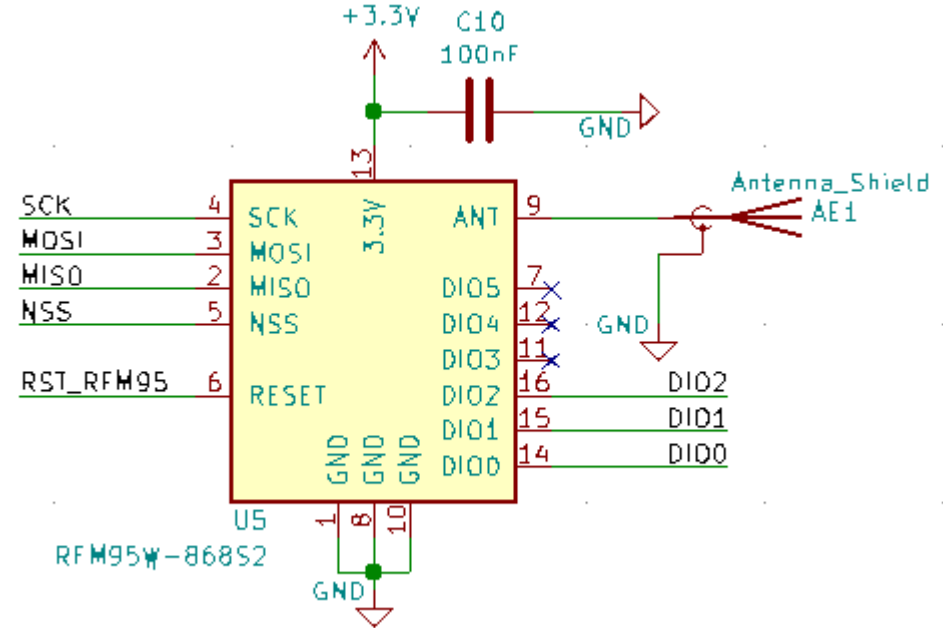 +3.3V
C10
100nF
GND
13
Antenna_Shield
AE1
SCK
4
SCK
3.3V
ANT
9
MOSI
3
MOSI
MISO
2
MISO
DIO5
7
NSS
5
NSS
DIO4
12
GND
DIO3
11
RST_RFM95
6
RESET
DIO2
16
DIO2
DIO1
15
DIO1
GND
GND
GND
DIO0
14
DIO0
U5
1
8
10
RFM95W-868S2
GND